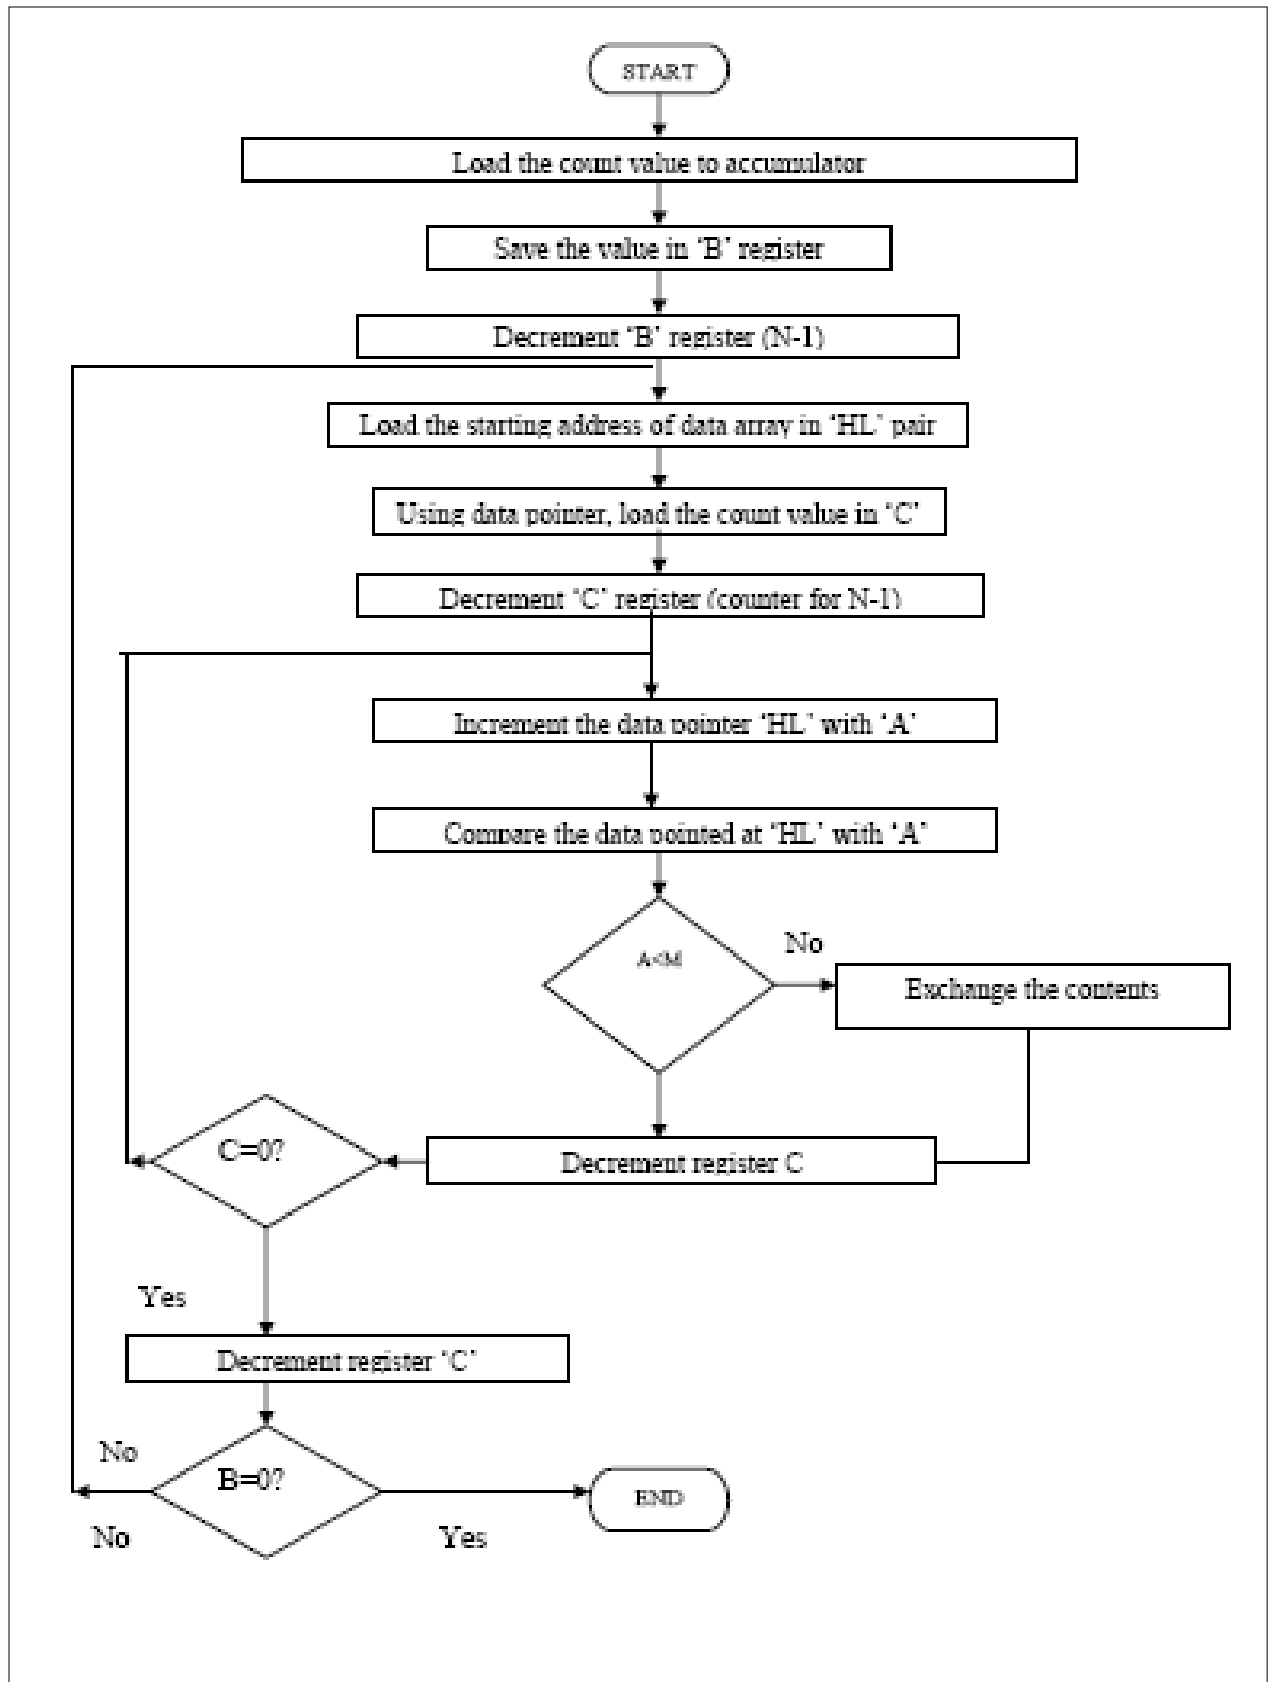 START
Load the count value to accumulator
Save the value in ‘B’ register
Decrement ‘B’ register (N-1)
Load the starting address of data array in ‘HL’ pair
Using data pointer, load the count value in ‘C’
Decrement ‘C’ register (counter for N-1)
Increment the data pointer ‘HL’ with ‘A’
Compare the data pointed at ‘HL’ with ‘A’
A<M
No
Exchange the contents
C=0?
Decrement register C
Yes
Decrement register ‘C’
No
B=0?
END
No
Yes